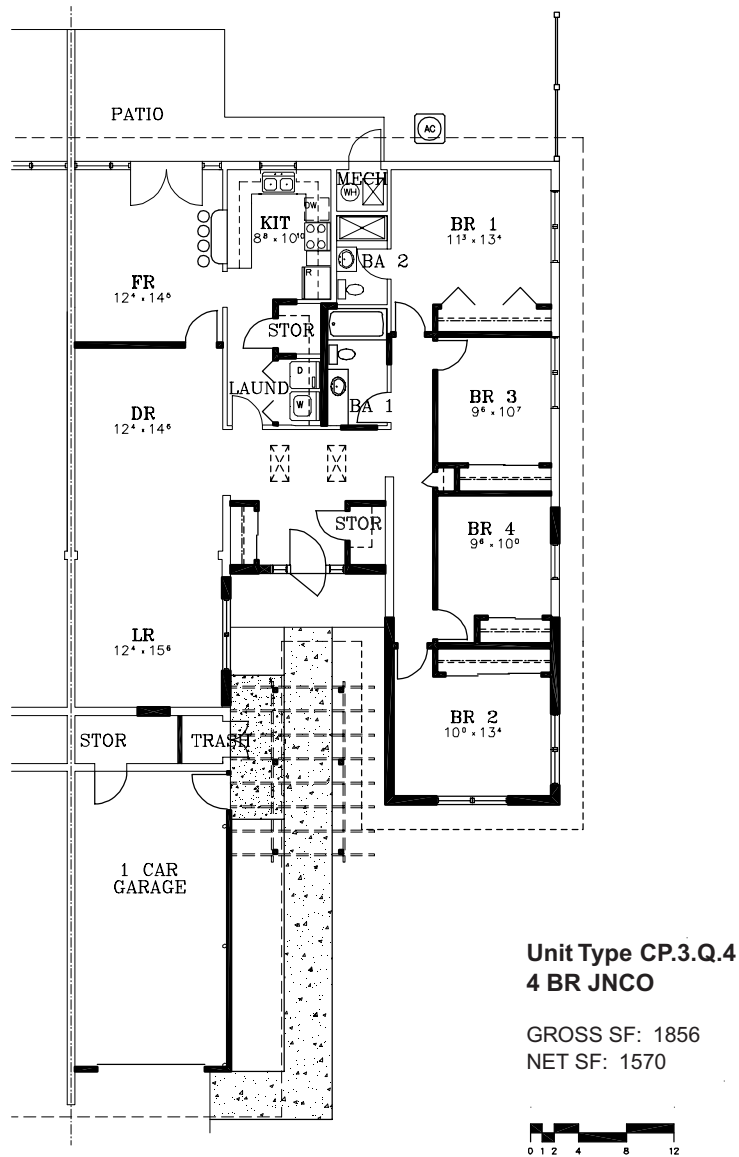 PATIO
AC
MECH
WH
KIT
8⁸ x 10¹⁰
DW
R
BR 1
11³ x 13⁴
BA 2
FR
12⁴ x 14⁶
STOR
D
LAUND
W
BA 1
BR 3
9⁶ x 10⁷
DR
12⁴ x 14⁶
STOR
BR 4
9⁶ x 10⁰
LR
12⁴ x 15⁶
BR 2
10⁰ x 13⁴
STOR
TRASH
1 CAR
GARAGE
Unit Type CP.3.Q.4
4 BR JNCO
GROSS SF: 1856
NET SF: 1570
0 1 2 4 8 12